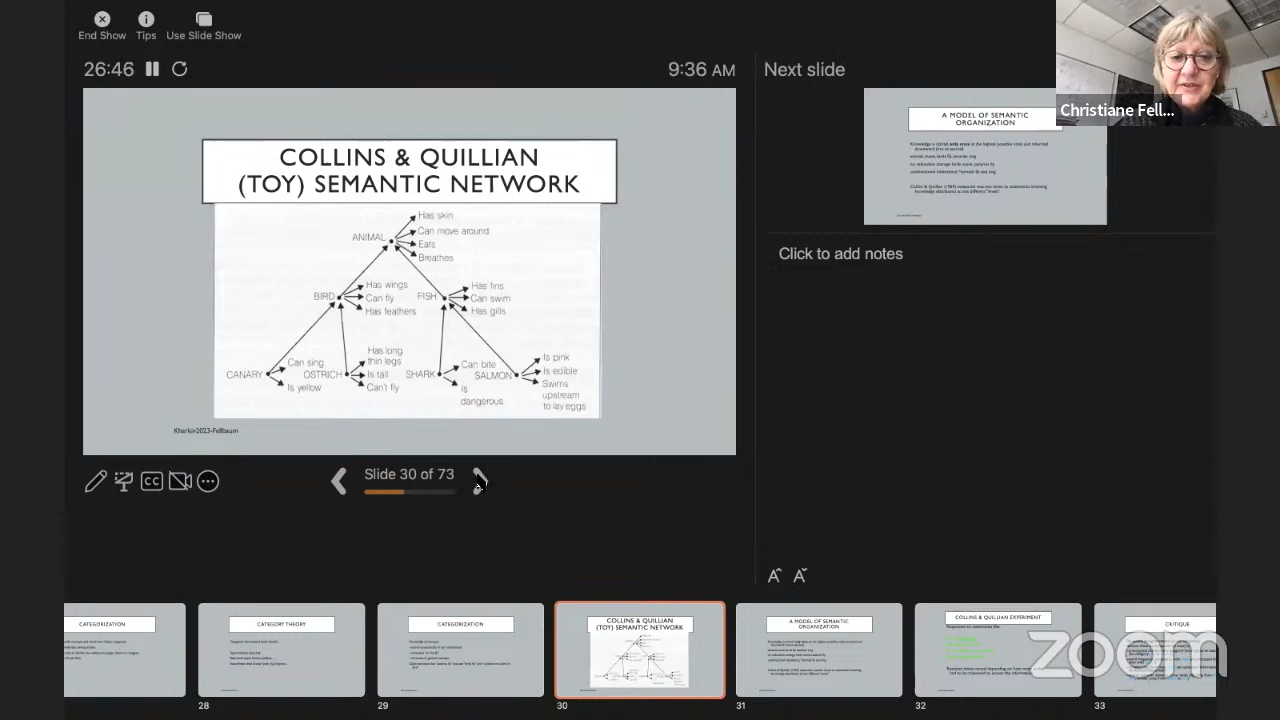 End Show
Tips
Use Slide Show
26:46
9:36 AM
Next slide
Christiane Fell...
COLLINS & QUILLIAN
(TOY) SEMANTIC NETWORK
ANIMAL
Has skin
Can move around
Eats
Breathes
BIRD
Has wings
Can fly
Has feathers
FISH
Has fins
Can swim
Has gills
CANARY
Can sing
Is yellow
OSTRICH
Has long
thin legs
Is tall
Can't fly
SHARK
Can bite
Is
dangerous
SALMON
Is pink
Is edible
Swims
upstream
to lay eggs
Kharkiv2023-Fellbaum
A MODEL OF SEMANTIC
ORGANIZATION
Click to add notes
CC
Slide 30 of 73
CATEGORIZATION
CATEGORY THEORY
CATEGORIZATION
COLLINS & QUILLIAN
(TOY) SEMANTIC NETWORK
A MODEL OF SEMANTIC
ORGANIZATION
COLLINS & QUILLIAN EXPERIMENT
CRITIQUE
28
29
30
31
32
33
zoom